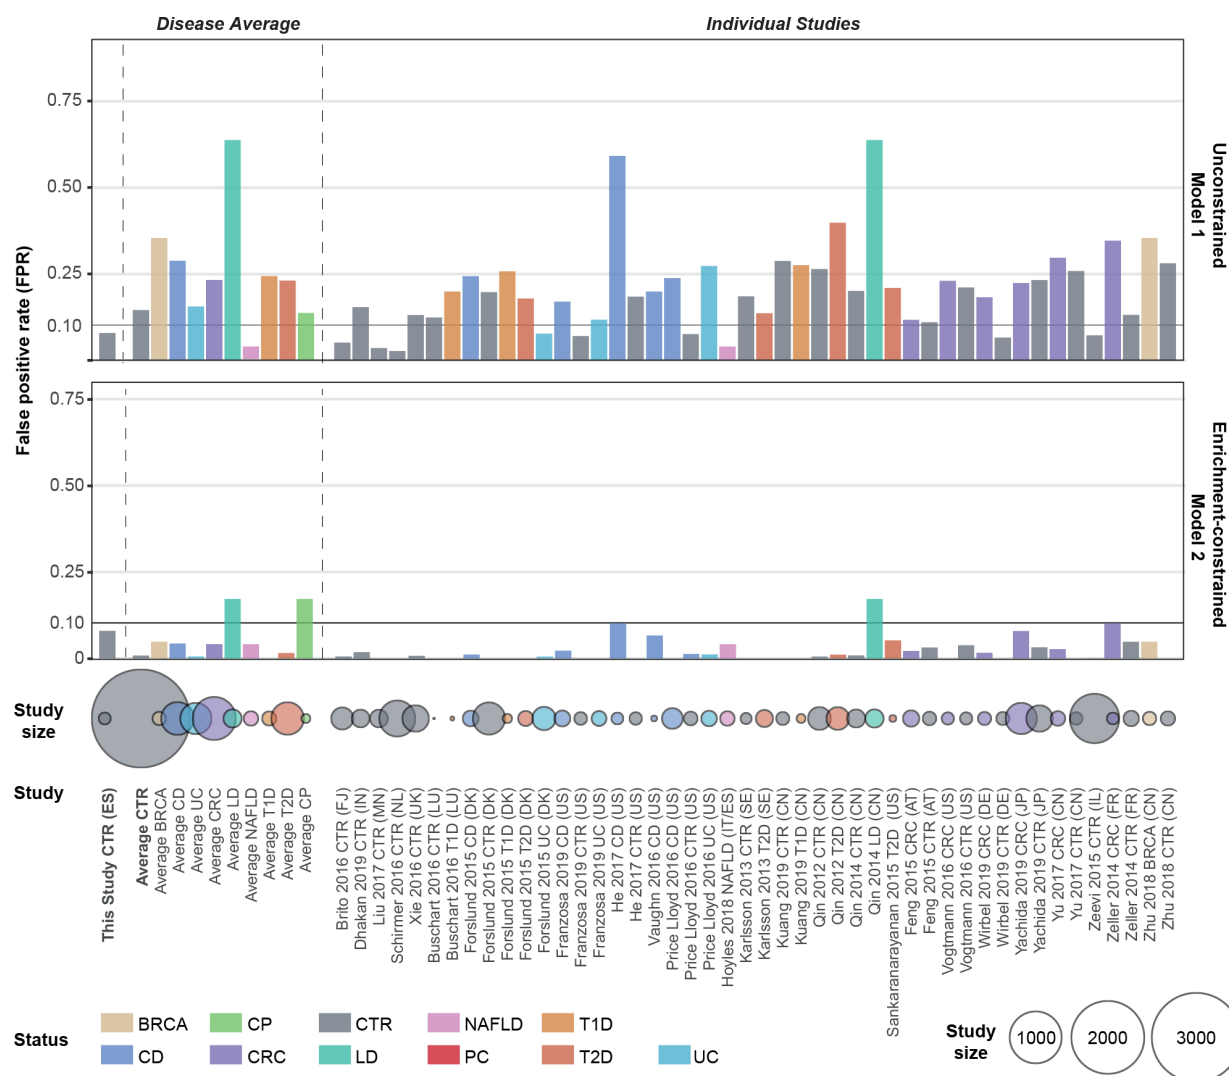 Disease Average
Individual Studies
False positive rate (FPR)
0.75
0.50
0.25
0.10
Unconstrained
Model 1
0.75
0.50
0.25
0.10
0
Enrichment-constrained
Model 2
Study
size
Study
This Study CTR (ES)
Average CTR
Average BRCA
Average CD
Average UC
Average CRC
Average LD
Average NAFLD
Average T1D
Average T2D
Average CP
Brito 2016 CTR (FJ)
Dhakan 2019 CTR (IN)
Liu 2017 CTR (MN)
Schirmer 2016 CTR (NL)
Xie 2016 CTR (UK)
Buschart 2016 CTR (LU)
Buschart 2016 T1D (LU)
Forslund 2015 CD (DK)
Forslund 2015 CTR (DK)
Forslund 2015 T1D (DK)
Forslund 2015 T2D (DK)
Forslund 2015 UC (DK)
Franzosa 2019 CD (US)
Franzosa 2019 CTR (US)
Franzosa 2019 UC (US)
He 2017 CD (US)
He 2017 CTR (US)
Vaughn 2016 CD (US)
Price Lloyd 2016 CD (US)
Price Lloyd 2016 CTR (US)
Price Lloyd 2016 UC (US)
Hoyles 2018 NAFLD (IT/ES)
Karlsson 2013 CTR (SE)
Karlsson 2013 T2D (SE)
Kuang 2019 CTR (CN)
Kuang 2019 T1D (CN)
Qin 2012 CTR (CN)
Qin 2012 T2D (CN)
Qin 2014 CTR (CN)
Qin 2014 LD (CN)
Sankaranarayanan T2D (US)
Feng 2015 CRC (AT)
Feng 2015 CTR (AT)
Vogtmann 2016 CRC (US)
Vogtmann 2016 CTR (US)
Wirbel 2019 CRC (DE)
Wirbel 2019 CTR (DE)
Yachida 2019 CRC (JP)
Yachida 2019 CTR (JP)
Yu 2017 CRC (CN)
Yu 2017 CTR (CN)
Zeevi 2015 CTR (IL)
Zeller 2014 CRC (FR)
Zeller 2014 CTR (FR)
Zhu 2018 BRCA (CN)
Zhu 2018 CTR (CN)
Status
BRCA CP CTR NAFLD T1D
CD CRC LD PC T2D UC
Study
size
1000 2000 3000